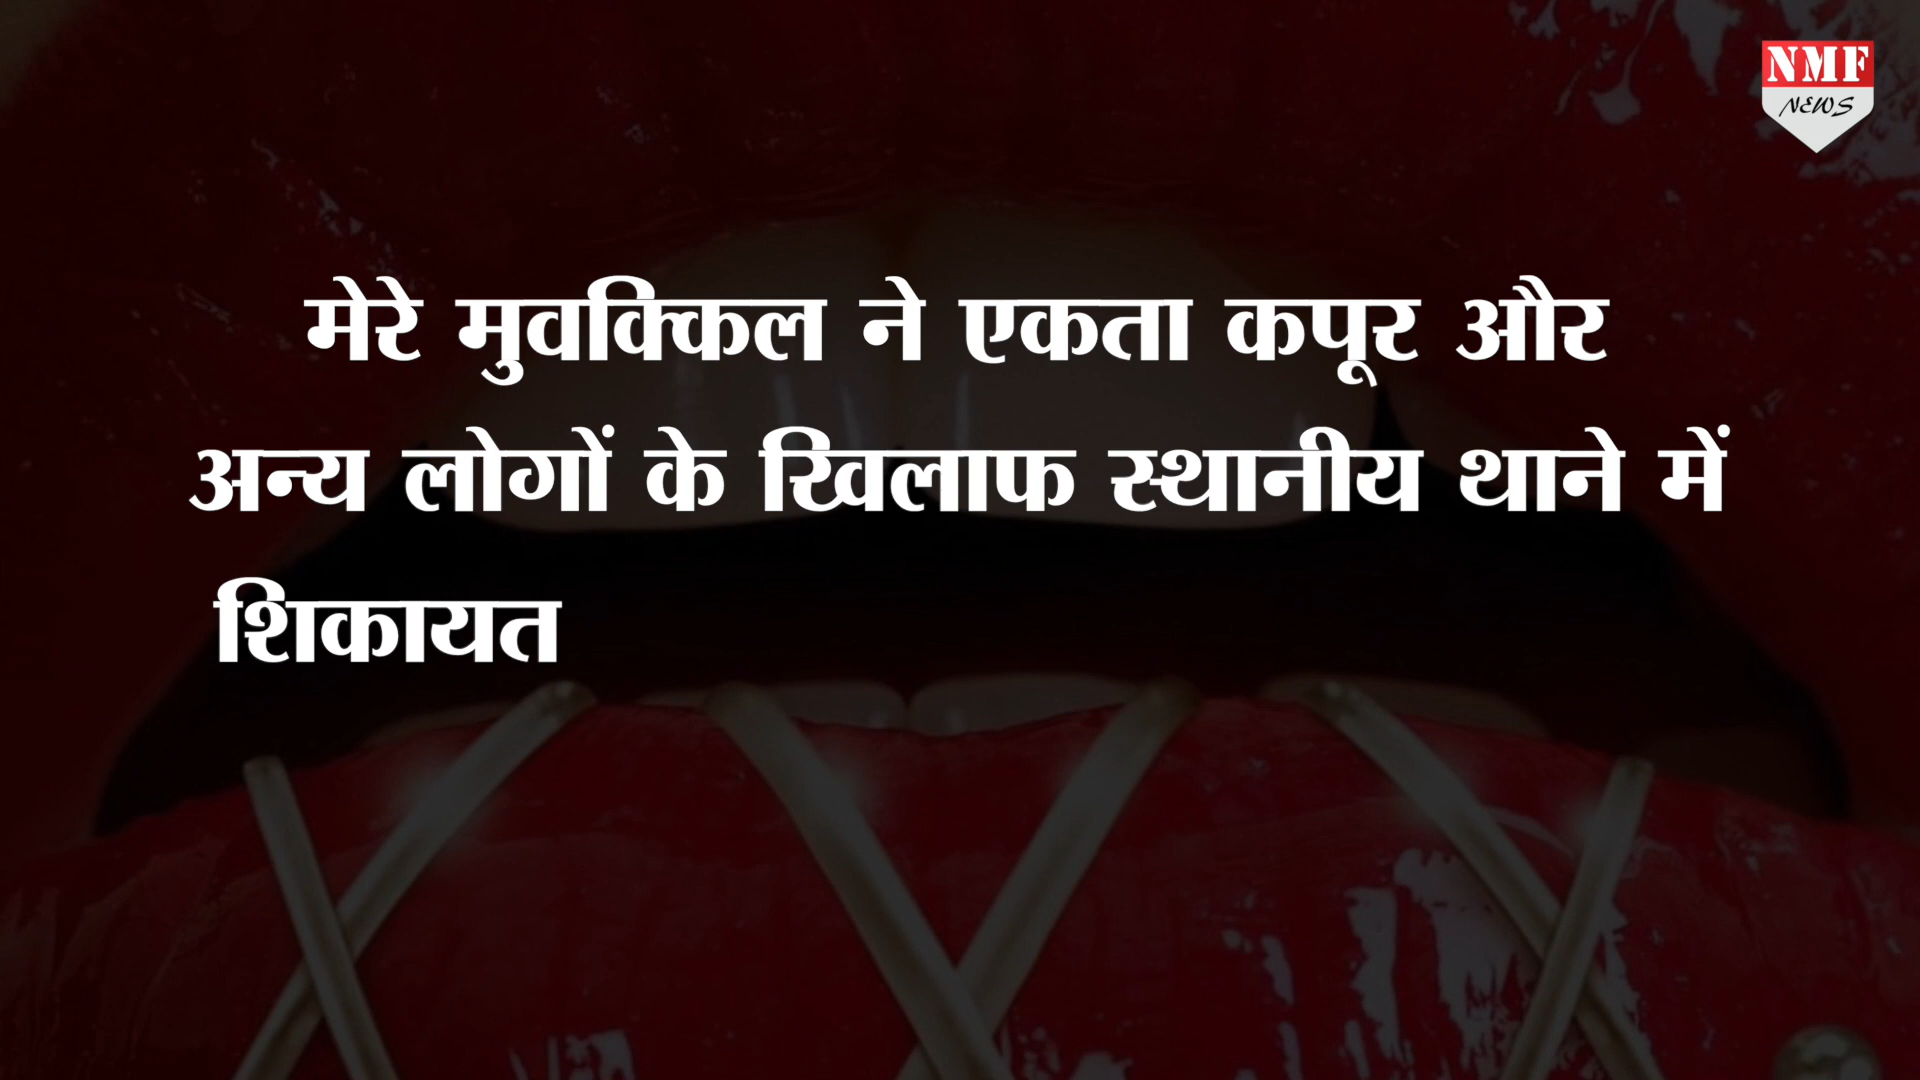 NMF
NEWS
मेरे मुवक्किल ने एकता कपूर और
अन्य लोगों के खिलाफ स्थानीय थाने में
शिकायत